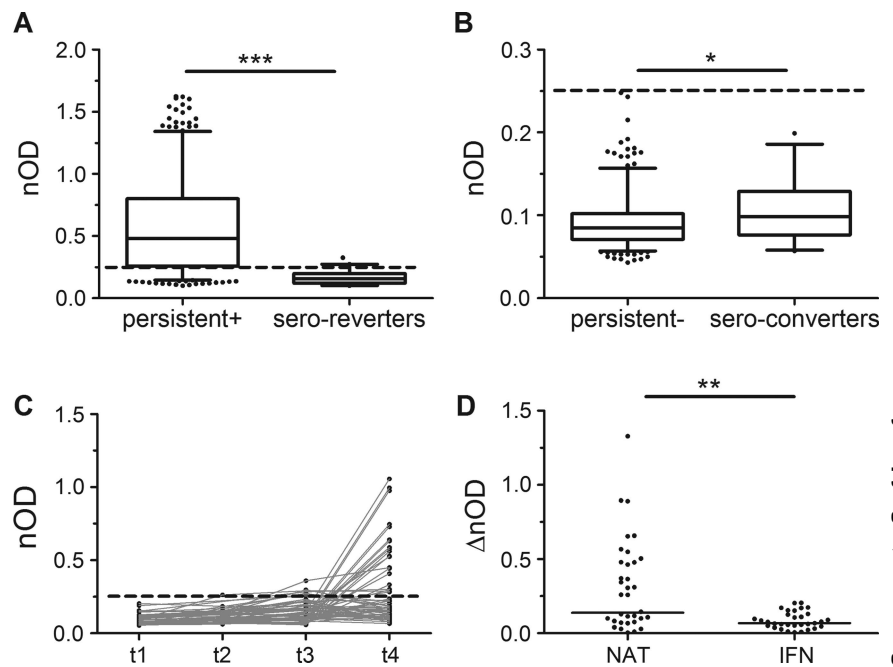 A
2.0
1.5
1.0
0.5
0.0
nOD
***
persistent+ sero-reverters
B
0.3
0.2
0.1
0.0
nOD
*
persistent- sero-converters
C
1.5
1.0
0.5
0.0
nOD
t1 t2 t3 t4
D
1.5
1.0
0.5
0.0
ΔnOD
**
NAT IFN